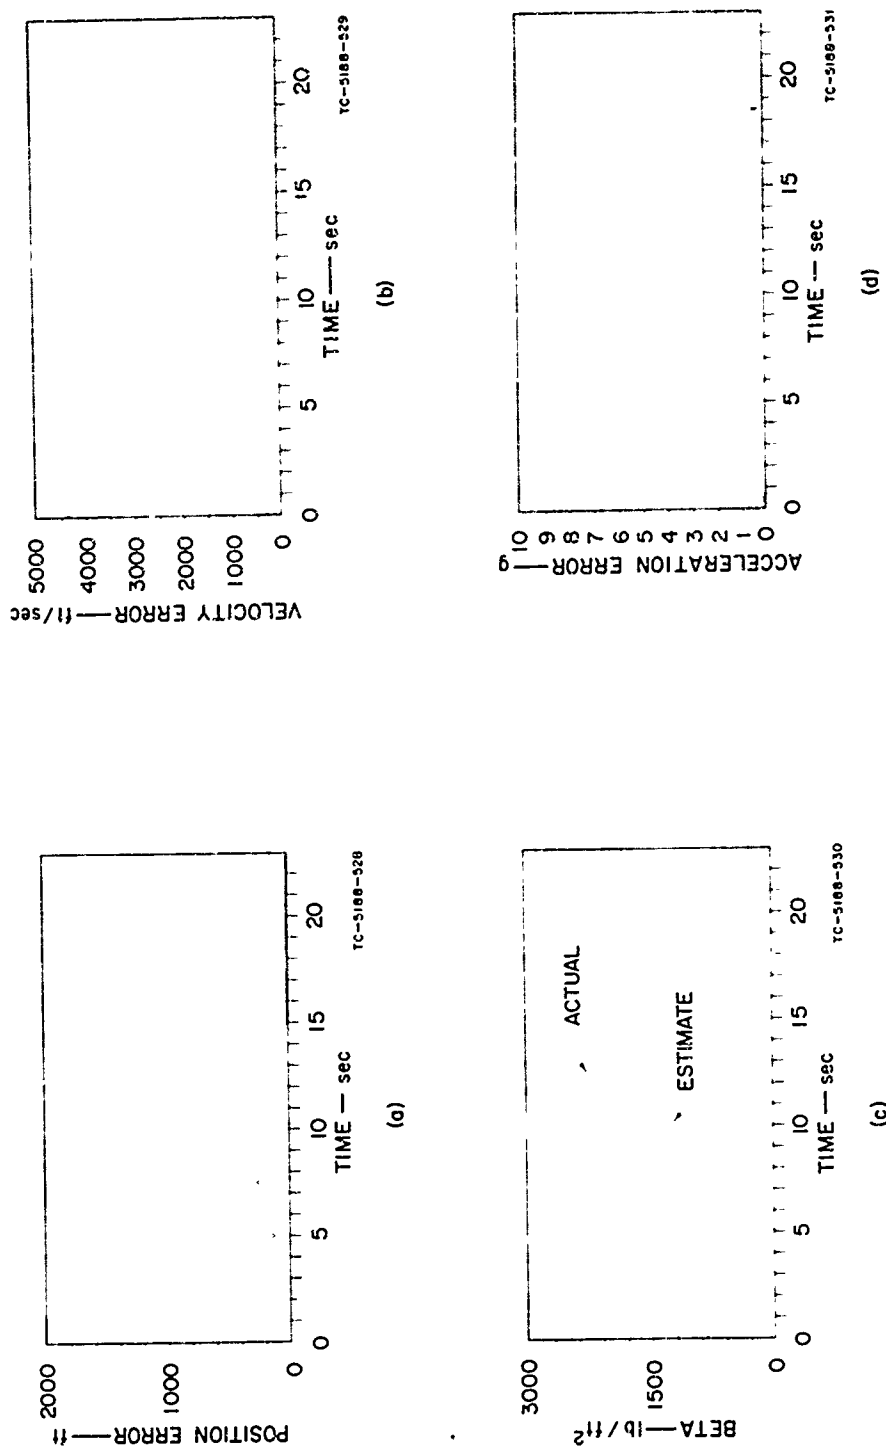 POSITION ERROR — ft
2000
1000
0
0 5 10 15 20
TIME — sec
TC-5188-528
(a)
VELOCITY ERROR — ft/sec
5000
4000
3000
2000
1000
0
0 5 10 15 20
TIME — sec
TC-5188-529
(b)
BETA — lb/ft²
3000
1500
0
ACTUAL
ESTIMATE
0 5 10 15 20
TIME — sec
TC-5188-530
(c)
ACCELERATION ERROR — g
10
9
8
7
6
5
4
3
2
1
0
0 5 10 15 20
TIME — sec
TC-5188-531
(d)